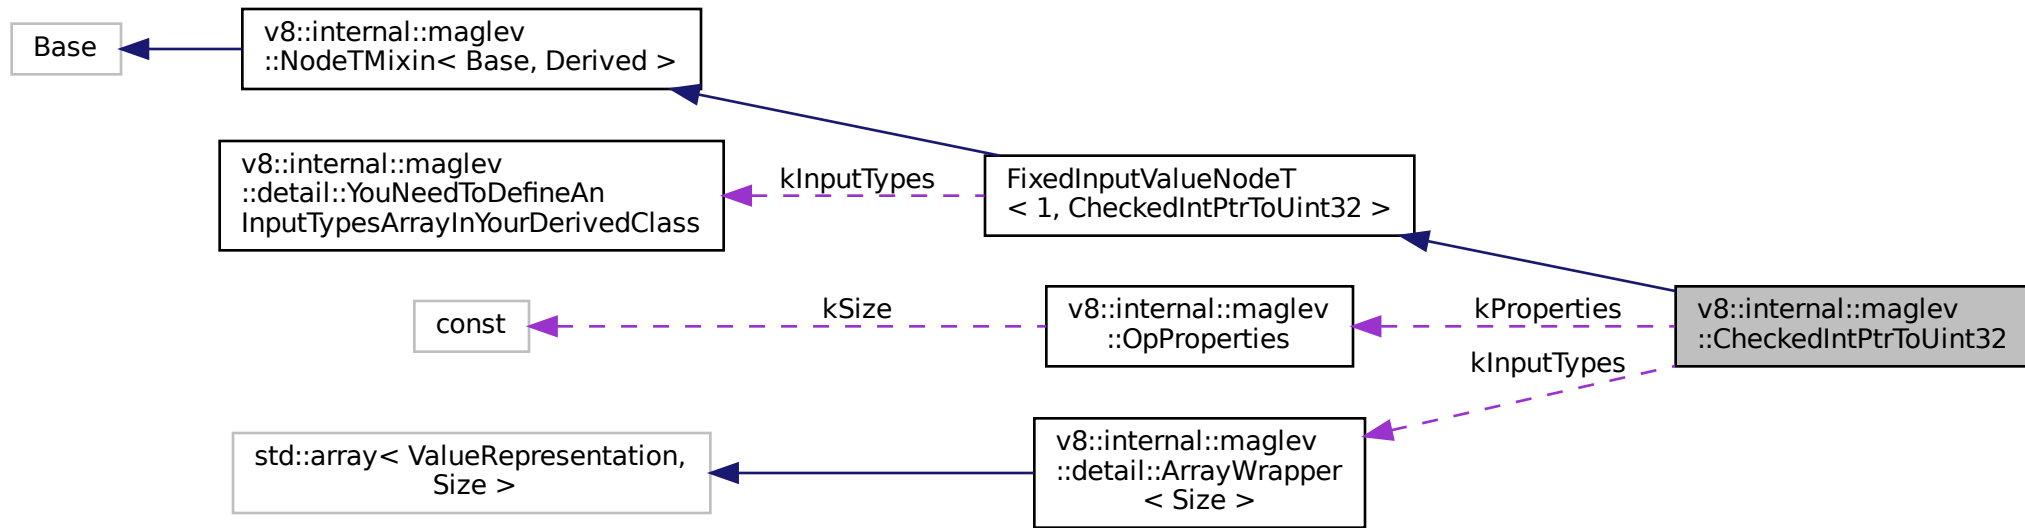 Base
v8::internal::maglev
::NodeTMixin< Base, Derived >
v8::internal::maglev
::detail::YouNeedToDefineAn
InputTypesArrayInYourDerivedClass
kInputTypes
FixedInputValueNodeT
< 1, CheckedIntPtrToUint32 >
const
kSize
v8::internal::maglev
::OpProperties
kProperties
v8::internal::maglev
::CheckedIntPtrToUint32
kInputTypes
std::array< ValueRepresentation,
Size >
v8::internal::maglev
::detail::ArrayWrapper
< Size >